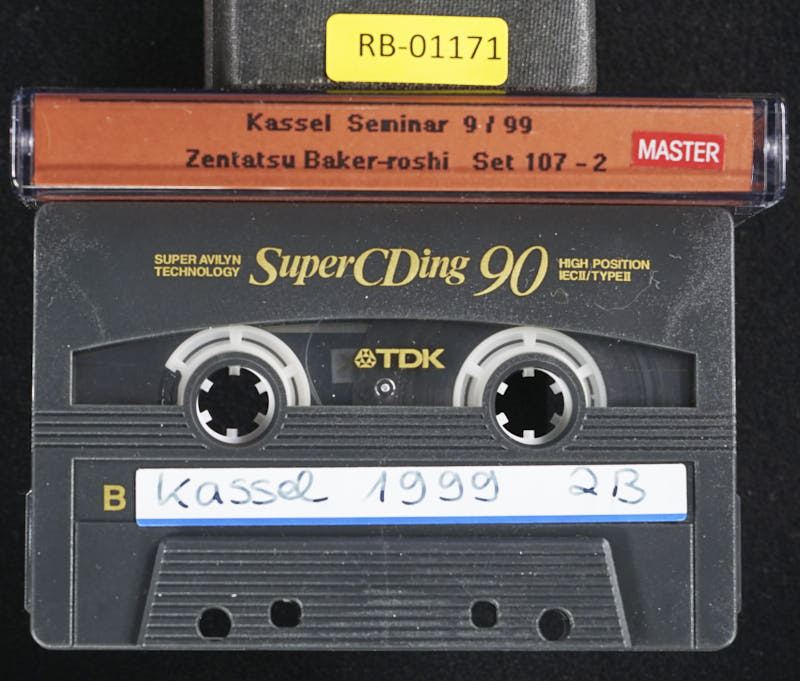 RB-01171
Kassel Seminar 9 / 99
Zentatsu Baker-roshi Set 107 - 2
MASTER
SUPER AVILYN
TECHNOLOGY
SuperCDing 90
HIGH POSITION
IECII/TYPEII
TDK
B
Kassel 1999 2B